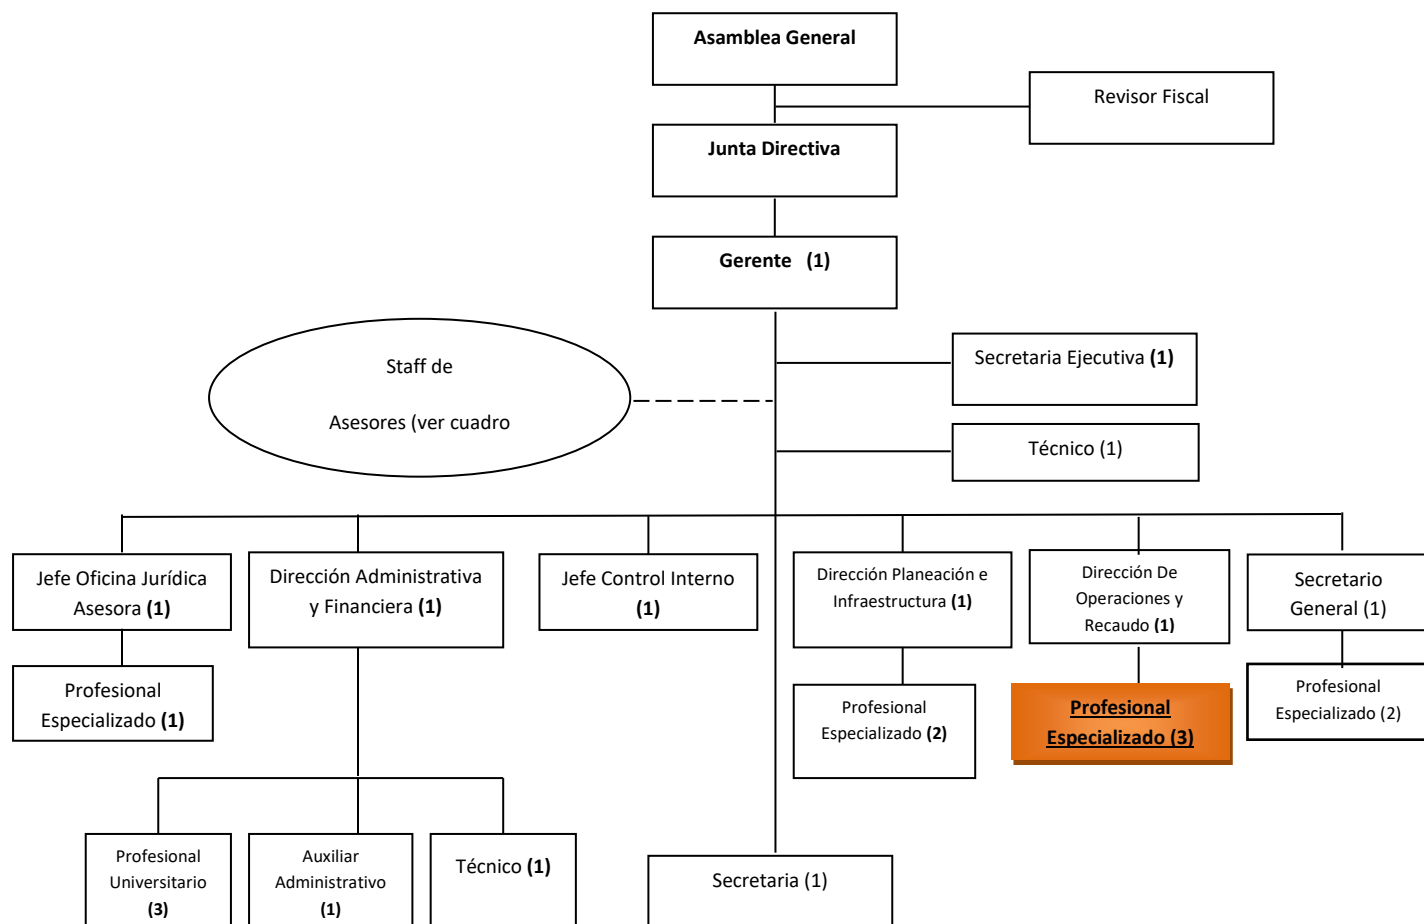 Asamblea General
Revisor Fiscal
Junta Directiva
Gerente (1)
Staff de
Asesores (ver cuadro
Secretaria Ejecutiva (1)
Técnico (1)
Jefe Oficina Jurídica
Asesora (1)
Dirección Administrativa
y Financiera (1)
Jefe Control Interno
(1)
Dirección Planeación e
Infraestructura (1)
Dirección De
Operaciones y
Recaudo (1)
Secretario
General (1)
Profesional
Especializado (1)
Profesional
Especializado (2)
Profesional
Especializado (3)
Profesional
Especializado (2)
Profesional
Universitario
(3)
Auxiliar
Administrativo
(1)
Técnico (1)
Secretaria (1)